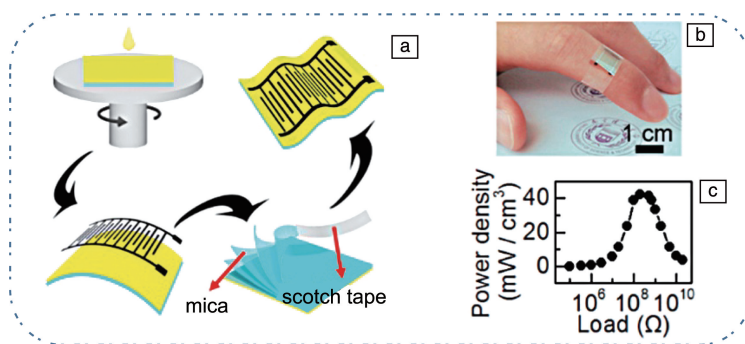 a
mica
scotch tape
b
1 cm
c
Power density
(mW / cm³)
40
20
0
10⁶ 10⁸ 10¹⁰
Load (Ω)